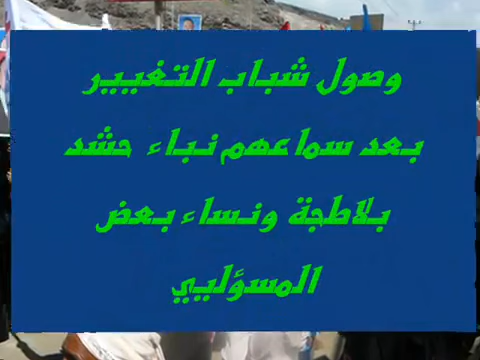 وصول شباب التغيير
بعد سماعهم نباء حشد
بلاطجة ونساء بعض
المسؤليي